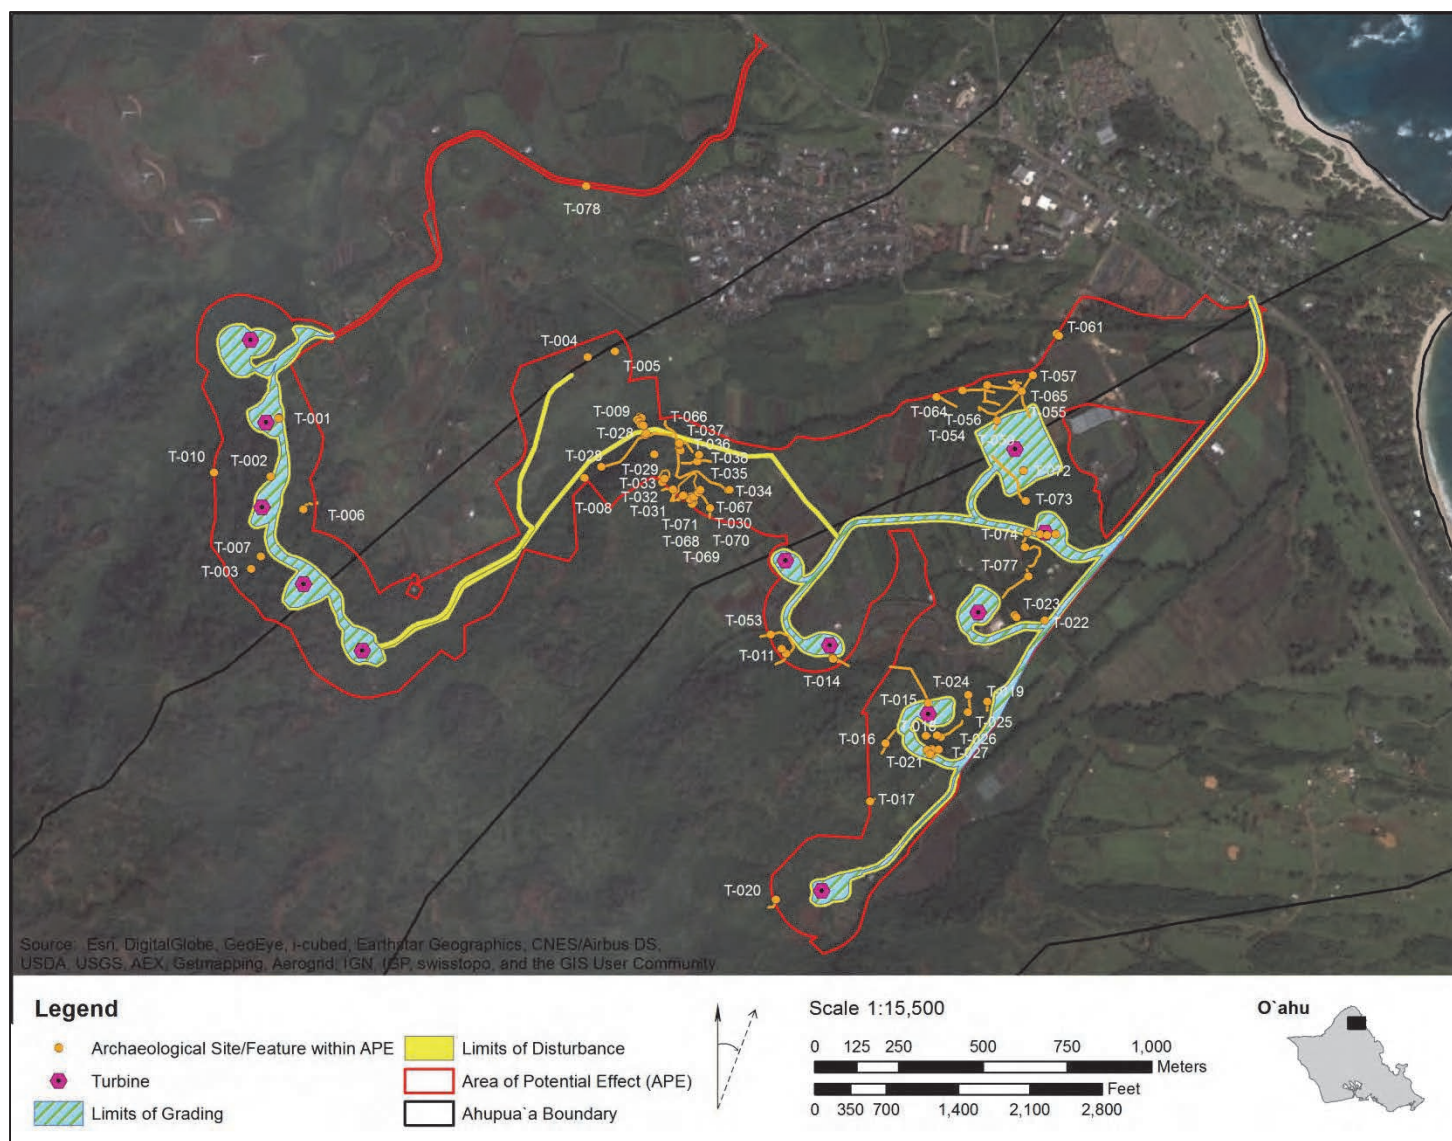 T-078
T-004
T-005
T-061
T-057
T-065
T-064
T-056
T-055
T-054
T-001
T-009
T-066
T-028
T-037
T-036
T-010
T-002
T-028
T-038
T-029
T-035
T-072
T-033
T-034
T-006
T-008
T-032
T-067
T-073
T-031
T-030
T-071
T-070
T-074
T-007
T-068
T-003
T-069
T-077
T-023
T-022
T-053
T-011
T-014
T-024
T-015
T-019
T-025
T-018
T-016
T-026
T-021
T-027
T-017
T-020
Source: Esri, DigitalGlobe, GeoEye, i-cubed, Earthstar Geographics, CNES/Airbus DS,
USDA, USGS, AEX, Getmapping, Aerogrid, IGN, IGP, swisstopo, and the GIS User Community
Legend
Archaeological Site/Feature within APE
Turbine
Limits of Grading
Limits of Disturbance
Area of Potential Effect (APE)
Ahupua`a Boundary
Scale 1:15,500
0 125 250 500 750 1,000
Meters
Feet
0 350 700 1,400 2,100 2,800
O`ahu